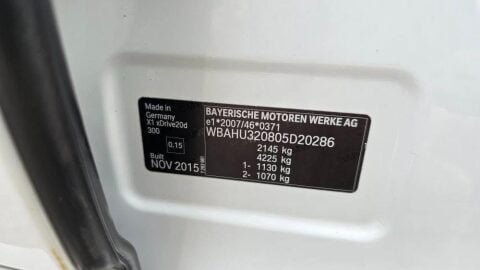 Made in
Germany
X1 xDrive20d
300
0.15
Built
NOV 2015
BAYERISCHE MOTOREN WERKE AG
e1*2007/46*0371
WBAHU320805D20286
2145 kg
4225 kg
1- 1130 kg
2- 1070 kg